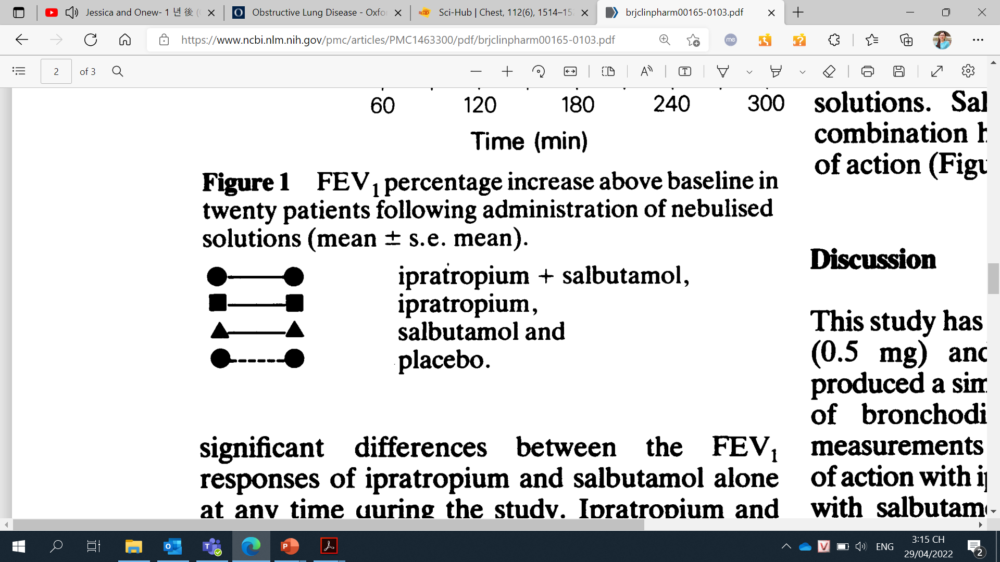 Jessica and Onew- 1 년 後 (
Obstructive Lung Disease - Oxfo
Sci-Hub | Chest, 112(6), 1514–15
brjclinpharm00165-0103.pdf
https://www.ncbi.nlm.nih.gov/pmc/articles/PMC1463300/pdf/brjclinpharm00165-0103.pdf
2 of 3
60 120 180 240 300
Time (min)
Figure 1 FEV1 percentage increase above baseline in
twenty patients following administration of nebulised
solutions (mean ± s.e. mean).
ipratropium + salbutamol,
ipratropium,
salbutamol and
placebo.
significant differences between the FEV1
responses of ipratropium and salbutamol alone
at any time during the study. Ipratropium and
solutions. Sal
combination h
of action (Figu
Discussion
This study has
(0.5 mg) and
produced a sim
of bronchodi
measurements
of action with ip
with salbutam
ENG
3:15 CH
29/04/2022
2